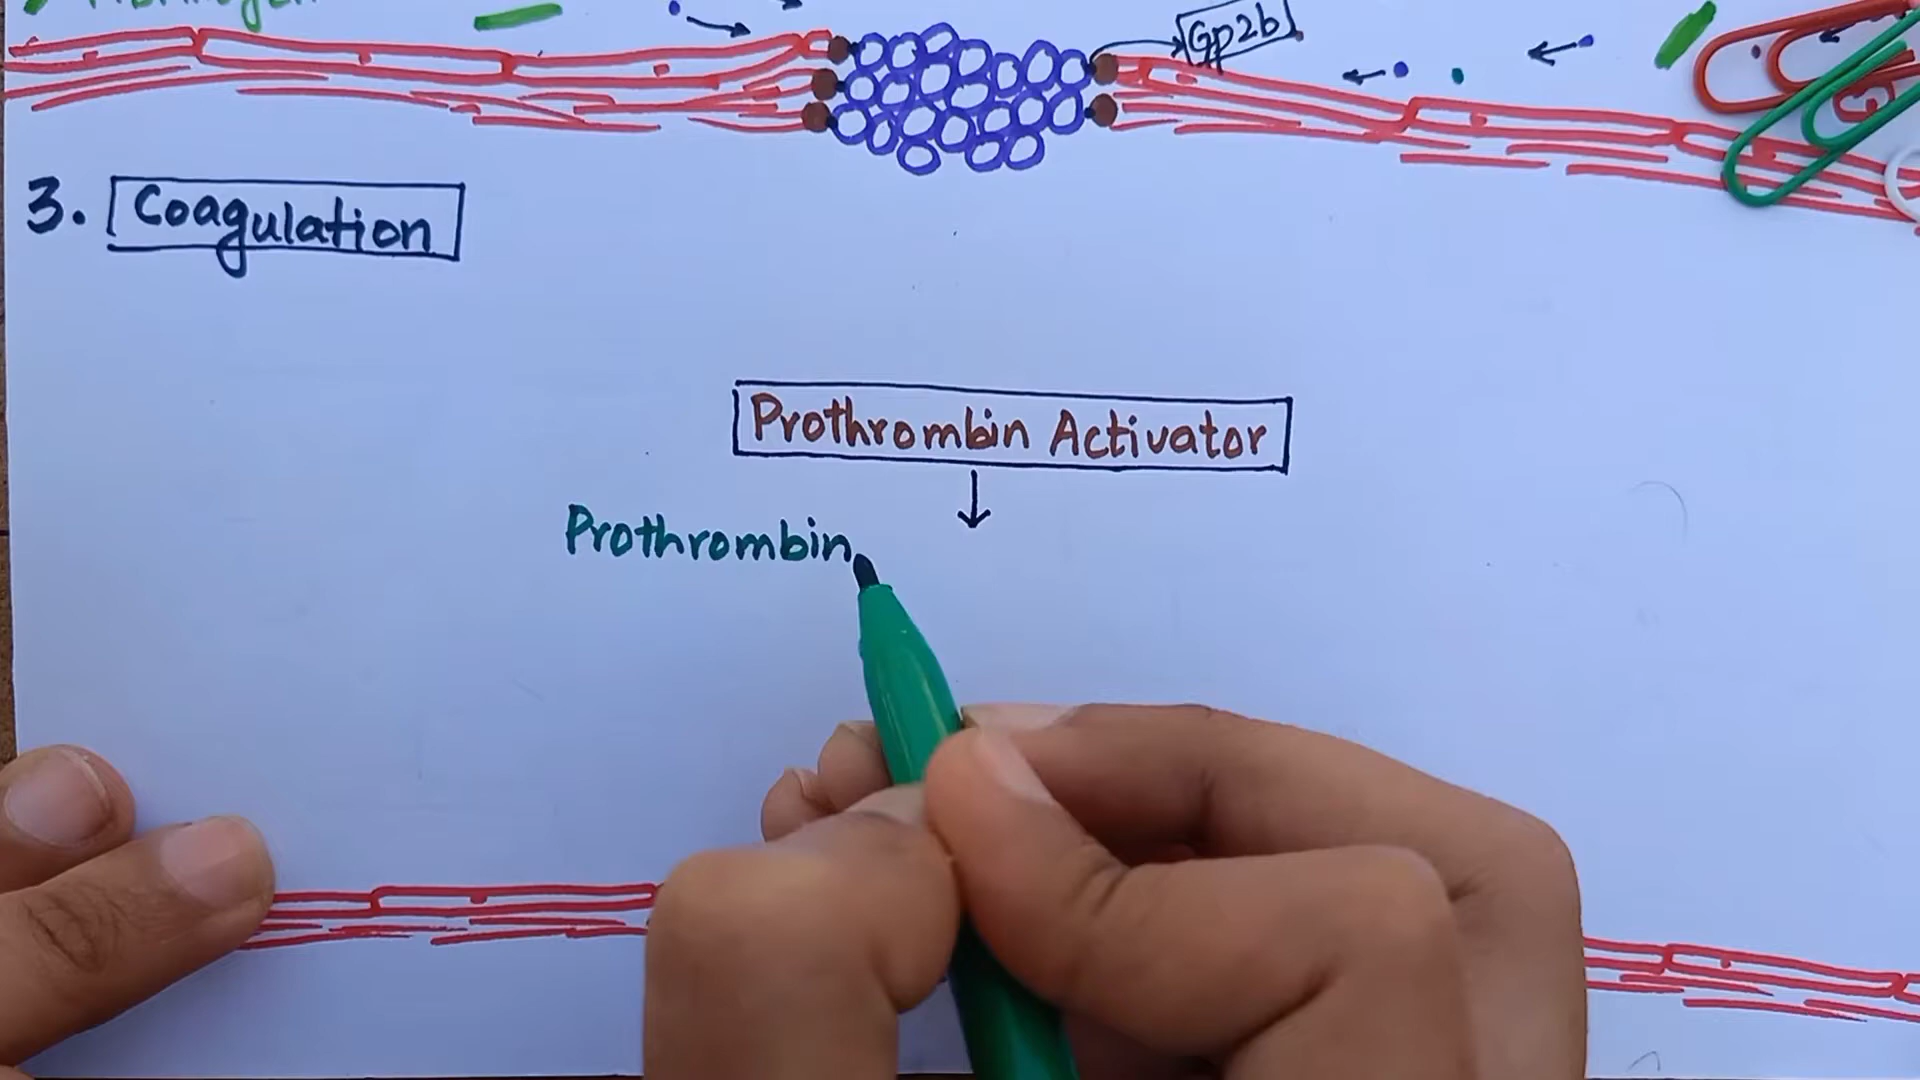 Gp2b
3. Coagulation
Prothrombin Activator
Prothrombin